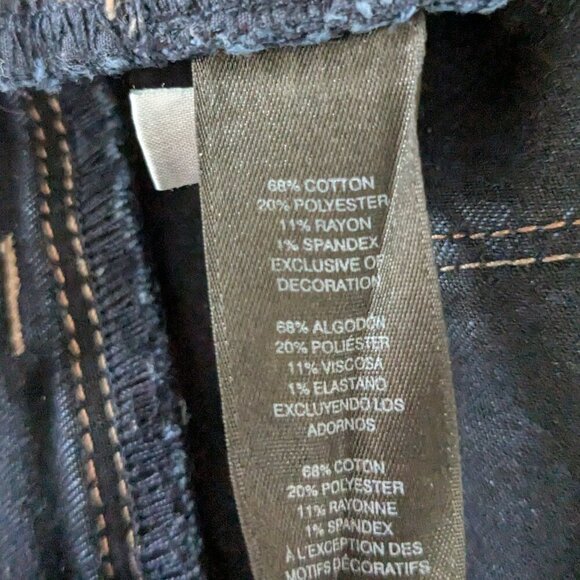 68% COTTON
20% POLYESTER
11% RAYON
1% SPANDEX
EXCLUSIVE OF
DECORATION
68% ALGODON
20% POLIÉSTER
11% VISCOSA
1% ELASTANO
EXCLUYENDO LOS
ADORNOS
68% COTON
20% POLYESTER
11% RAYONNE
1% SPANDEX
À L'EXCEPTION DES
MOTIFS DÉCORATIFS